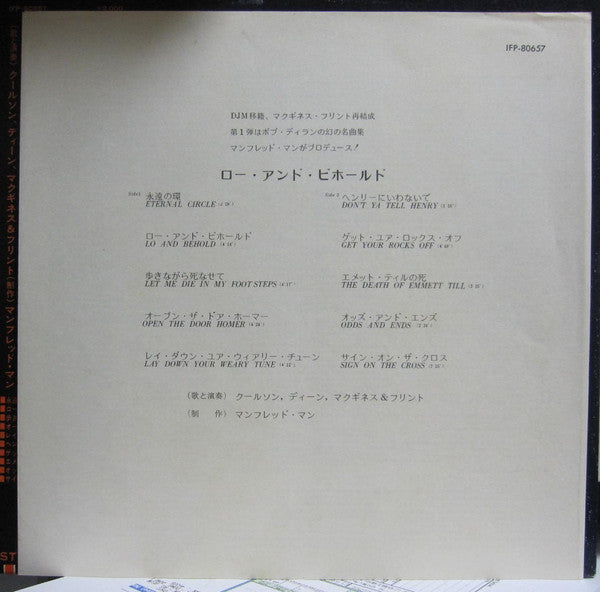 IFP-80657
¥2,000
(歌と演奏) クールソン、ディーン、マクギネス&フリント (制作) マンフレッド・マン
ST
IFP-80657
DJM移籍、マクギネス・フリント再結成
第1弾はボブ・ディランの幻の名曲集
マンフレッド・マンがプロデュース!
ロー・アンド・ビホールド
Side1 永遠の環
ETERNAL CIRCLE
ロー・アンド・ビホールド
LO AND BEHOLD
歩きながら死なせて
LET ME DIE IN MY FOOTSTEPS
オープン・ザ・ドア・ホーマー
OPEN THE DOOR HOMER
レイ・ダウン・ユア・ウィアリー・チューン
LAY DOWN YOUR WEARY TUNE
Side 2 ヘンリーにいわないで
DON'T YA TELL HENRY
ゲット・ユア・ロックス・オフ
GET YOUR ROCKS OFF
エメット・ティルの死
THE DEATH OF EMMETT TILL
オッズ・アンド・エンズ
ODDS AND ENDS
サイン・オン・ザ・クロス
SIGN ON THE CROSS
(歌と演奏) クールソン, ディーン, マクギネス&フリント
(制 作) マンフレッド・マン